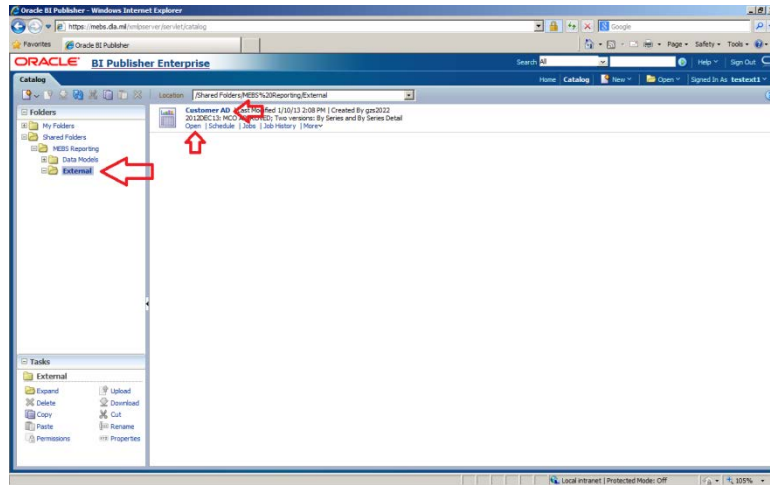 Oracle BI Publisher - Windows Internet Explorer
https://mebs.dla.mil/xmlpserver/servlet/catalog
Google
Favorites Oracle BI Publisher
Page Safety Tools
ORACLE BI Publisher Enterprise
Search All Help Sign Out
Catalog
Home Catalog New Open Signed In As testext1
Location /Shared Folders/MEBS%20Reporting/External
Folders
My Folders
Shared Folders
MEBS Reporting
Data Models
External
Customer AD Last Modified 1/10/13 2:08 PM | Created By gzs2022
2012DEC13: MCO APPROVED; Two versions: By Series and By Series Detail
Open | Schedule | Jobs | Job History | More
Tasks
External
Expand Upload
Delete Download
Copy Cut
Paste Rename
Permissions Properties
Local intranet | Protected Mode: Off 105%